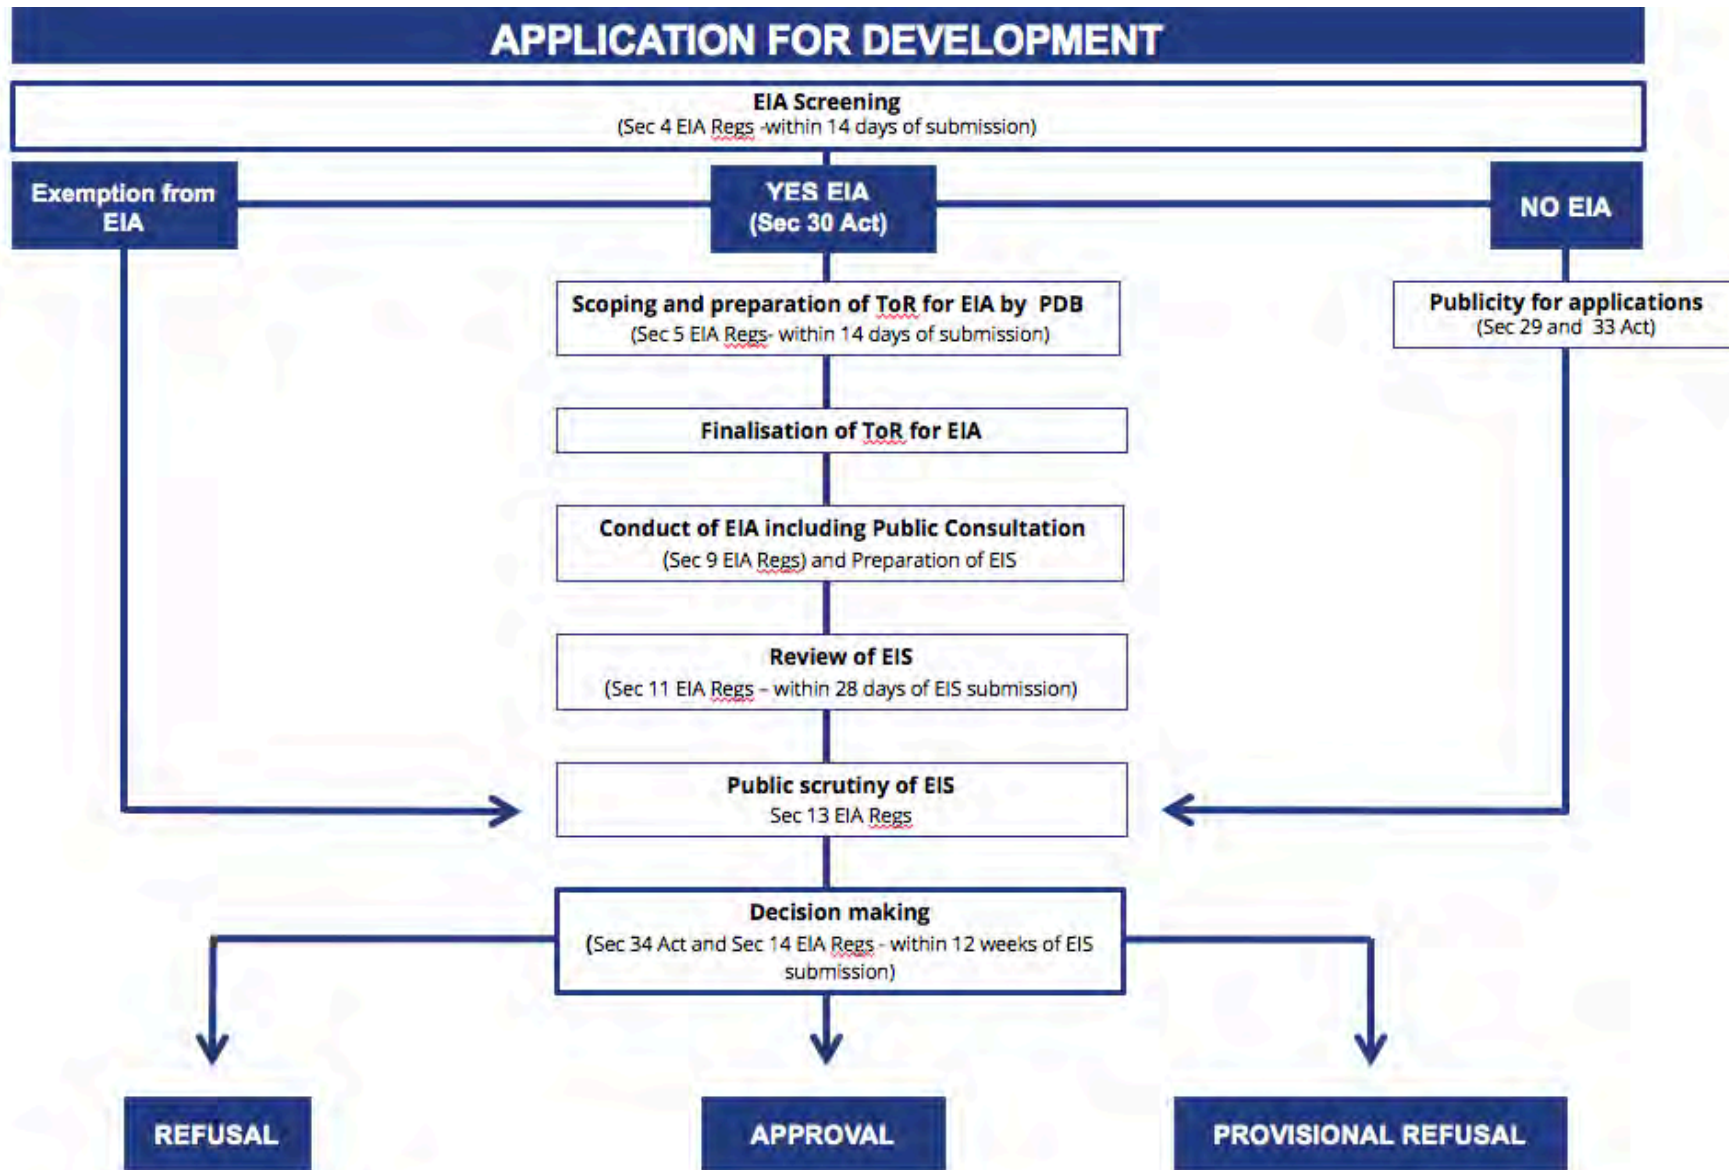 APPLICATION FOR DEVELOPMENT
EIA Screening
(Sec 4 EIA Regs -within 14 days of submission)
Exemption from
EIA
YES EIA
(Sec 30 Act)
NO EIA
Scoping and preparation of ToR for EIA by PDB
(Sec 5 EIA Regs- within 14 days of submission)
Publicity for applications
(Sec 29 and 33 Act)
Finalisation of ToR for EIA
Conduct of EIA including Public Consultation
(Sec 9 EIA Regs) and Preparation of EIS
Review of EIS
(Sec 11 EIA Regs – within 28 days of EIS submission)
Public scrutiny of EIS
Sec 13 EIA Regs
Decision making
(Sec 34 Act and Sec 14 EIA Regs - within 12 weeks of EIS
submission)
REFUSAL
APPROVAL
PROVISIONAL REFUSAL